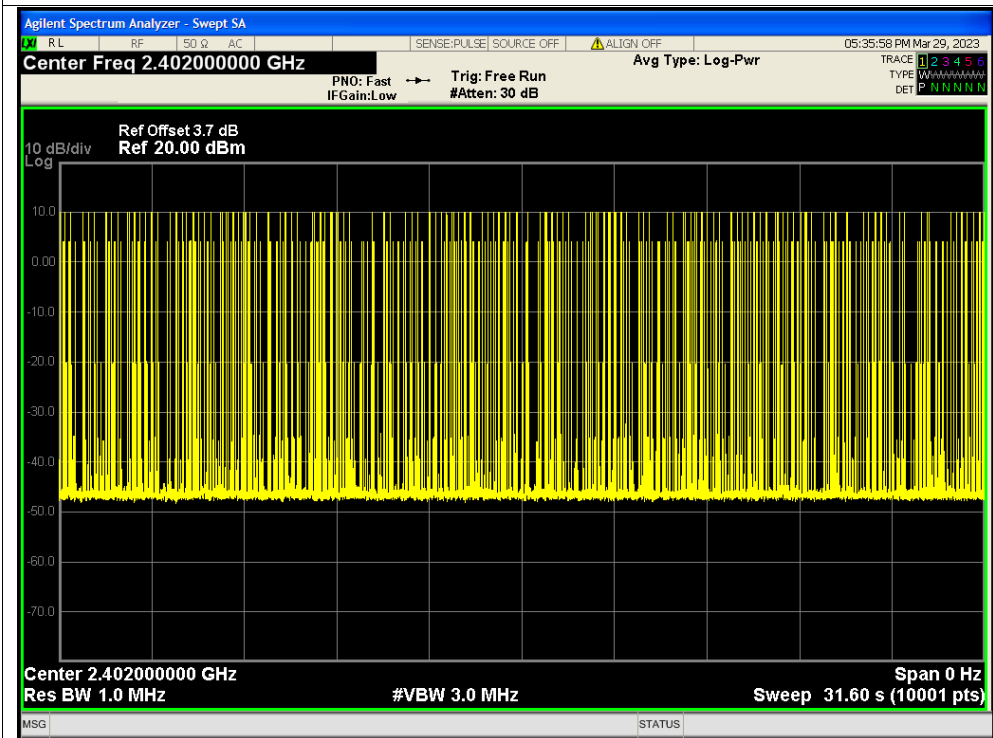 Agilent Spectrum Analyzer - Swept SA
LXI RL RF 50 Ω AC SENSE:PULSE SOURCE OFF ALIGN OFF 05:35:58 PM Mar 29, 2023
Center Freq 2.402000000 GHz Avg Type: Log-Pwr TRACE 1 2 3 4 5 6
PNO: Fast Trig: Free Run TYPE W
IFGain:Low #Atten: 30 dB DET P N N N N N
Ref Offset 3.7 dB
10 dB/div Ref 20.00 dBm
Log
10.0
0.00
-10.0
-20.0
-30.0
-40.0
-50.0
-60.0
-70.0
Center 2.402000000 GHz Span 0 Hz
Res BW 1.0 MHz #VBW 3.0 MHz Sweep 31.60 s (10001 pts)
MSG STATUS